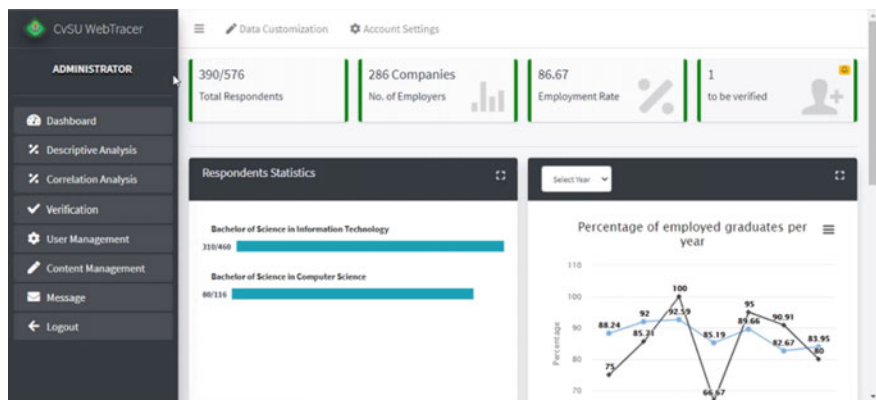 CvSU WebTracer
Data Customization
Account Settings
ADMINISTRATOR
Dashboard
Descriptive Analysis
Correlation Analysis
Verification
User Management
Content Management
Message
Logout
390/576
Total Respondents
286 Companies
No. of Employers
86.67
Employment Rate
1
to be verified
Respondents Statistics
Bachelor of Science in Information Technology
310/460
Bachelor of Science in Computer Science
80/116
Select Year
Percentage of employed graduates per
year
Percentage
110
100
90
80
70
88.24
92
92.59
85.19
89.66
82.67
83.95
75
85.71
100
66.67
95
90.91
80